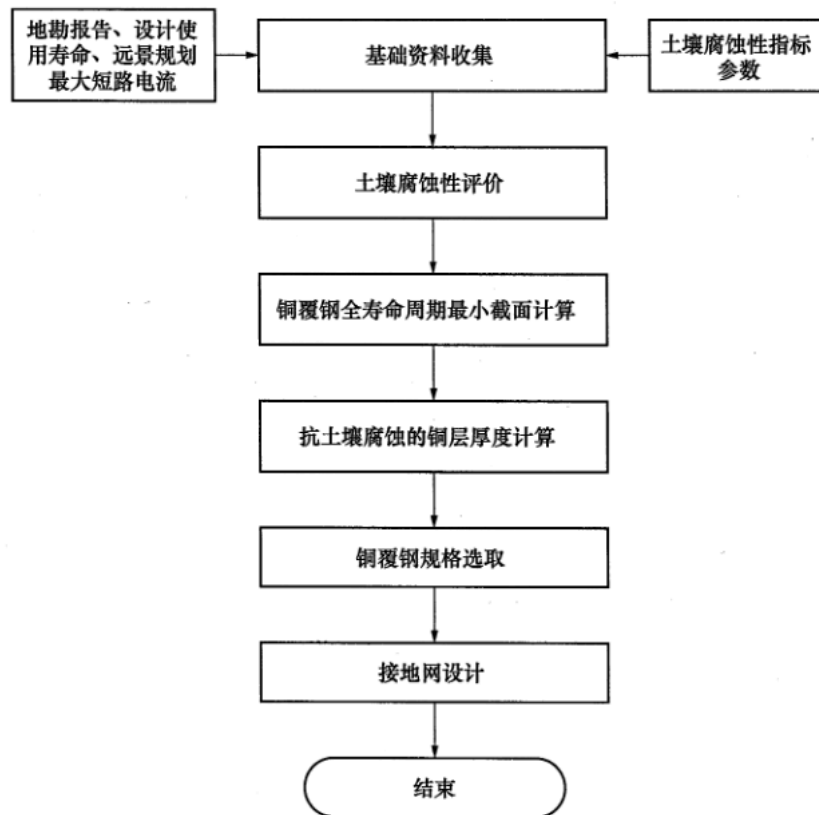 地勘报告、设计使
用寿命、远景规划
最大短路电流
基础资料收集
土壤腐蚀性指标
参数
土壤腐蚀性评价
铜覆钢全寿命周期最小截面计算
抗土壤腐蚀的铜层厚度计算
铜覆钢规格选取
接地网设计
结束